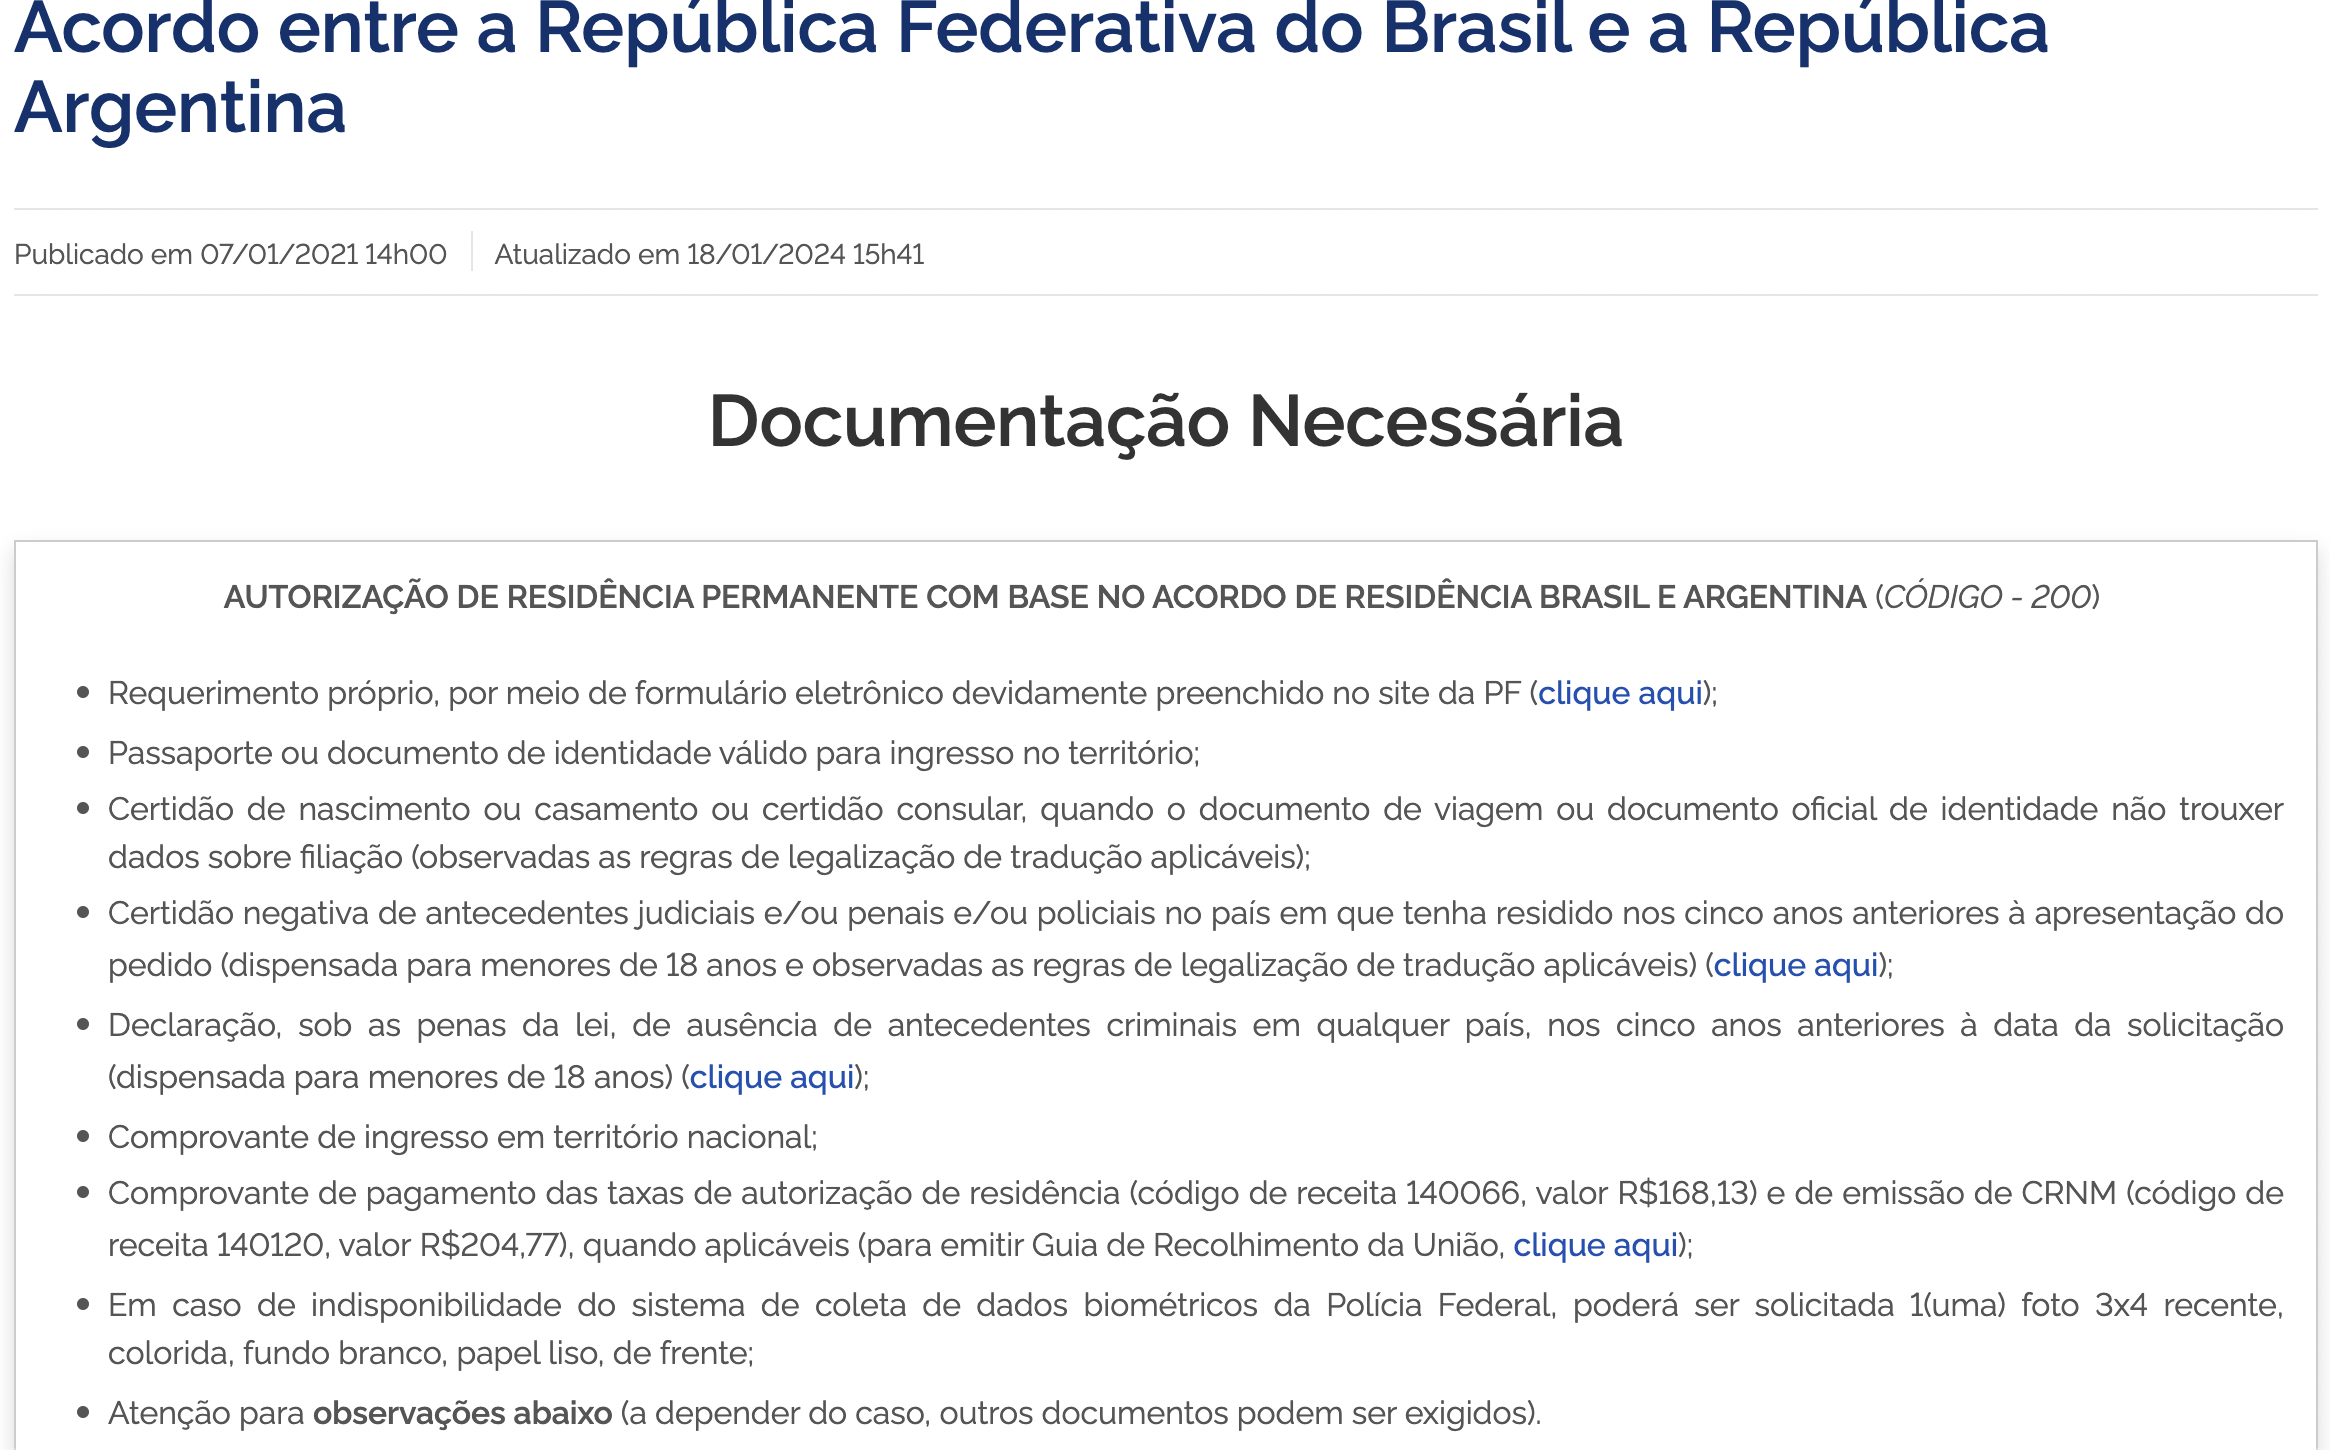 Acordo entre a República Federativa do Brasil e a República
Argentina
Publicado em 07/01/2021 14h00
Atualizado em 18/01/2024 15h41
Documentação Necessária
AUTORIZAÇÃO DE RESIDÊNCIA PERMANENTE COM BASE NO ACORDO DE RESIDÊNCIA BRASIL E ARGENTINA (CÓDIGO - 200)
• Requerimento próprio, por meio de formulário eletrônico devidamente preenchido no site da PF (clique aqui);
• Passaporte ou documento de identidade válido para ingresso no território;
• Certidão de nascimento ou casamento ou certidão consular, quando o documento de viagem ou documento oficial de identidade não trouxer
dados sobre filiação (observadas as regras de legalização de tradução aplicáveis);
• Certidão negativa de antecedentes judiciais e/ou penais e/ou policiais no país em que tenha residido nos cinco anos anteriores à apresentação do
pedido (dispensada para menores de 18 anos e observadas as regras de legalização de tradução aplicáveis) (clique aqui);
• Declaração, sob as penas da lei, de ausência de antecedentes criminais em qualquer país, nos cinco anos anteriores à data da solicitação
(dispensada para menores de 18 anos) (clique aqui);
• Comprovante de ingresso em território nacional;
• Comprovante de pagamento das taxas de autorização de residência (código de receita 140066, valor R$168,13) e de emissão de CRNM (código de
receita 140120, valor R$204,77), quando aplicáveis (para emitir Guia de Recolhimento da União, clique aqui);
• Em caso de indisponibilidade do sistema de coleta de dados biométricos da Polícia Federal, poderá ser solicitada 1(uma) foto 3x4 recente,
colorida, fundo branco, papel liso, de frente;
• Atenção para observações abaixo (a depender do caso, outros documentos podem ser exigidos).